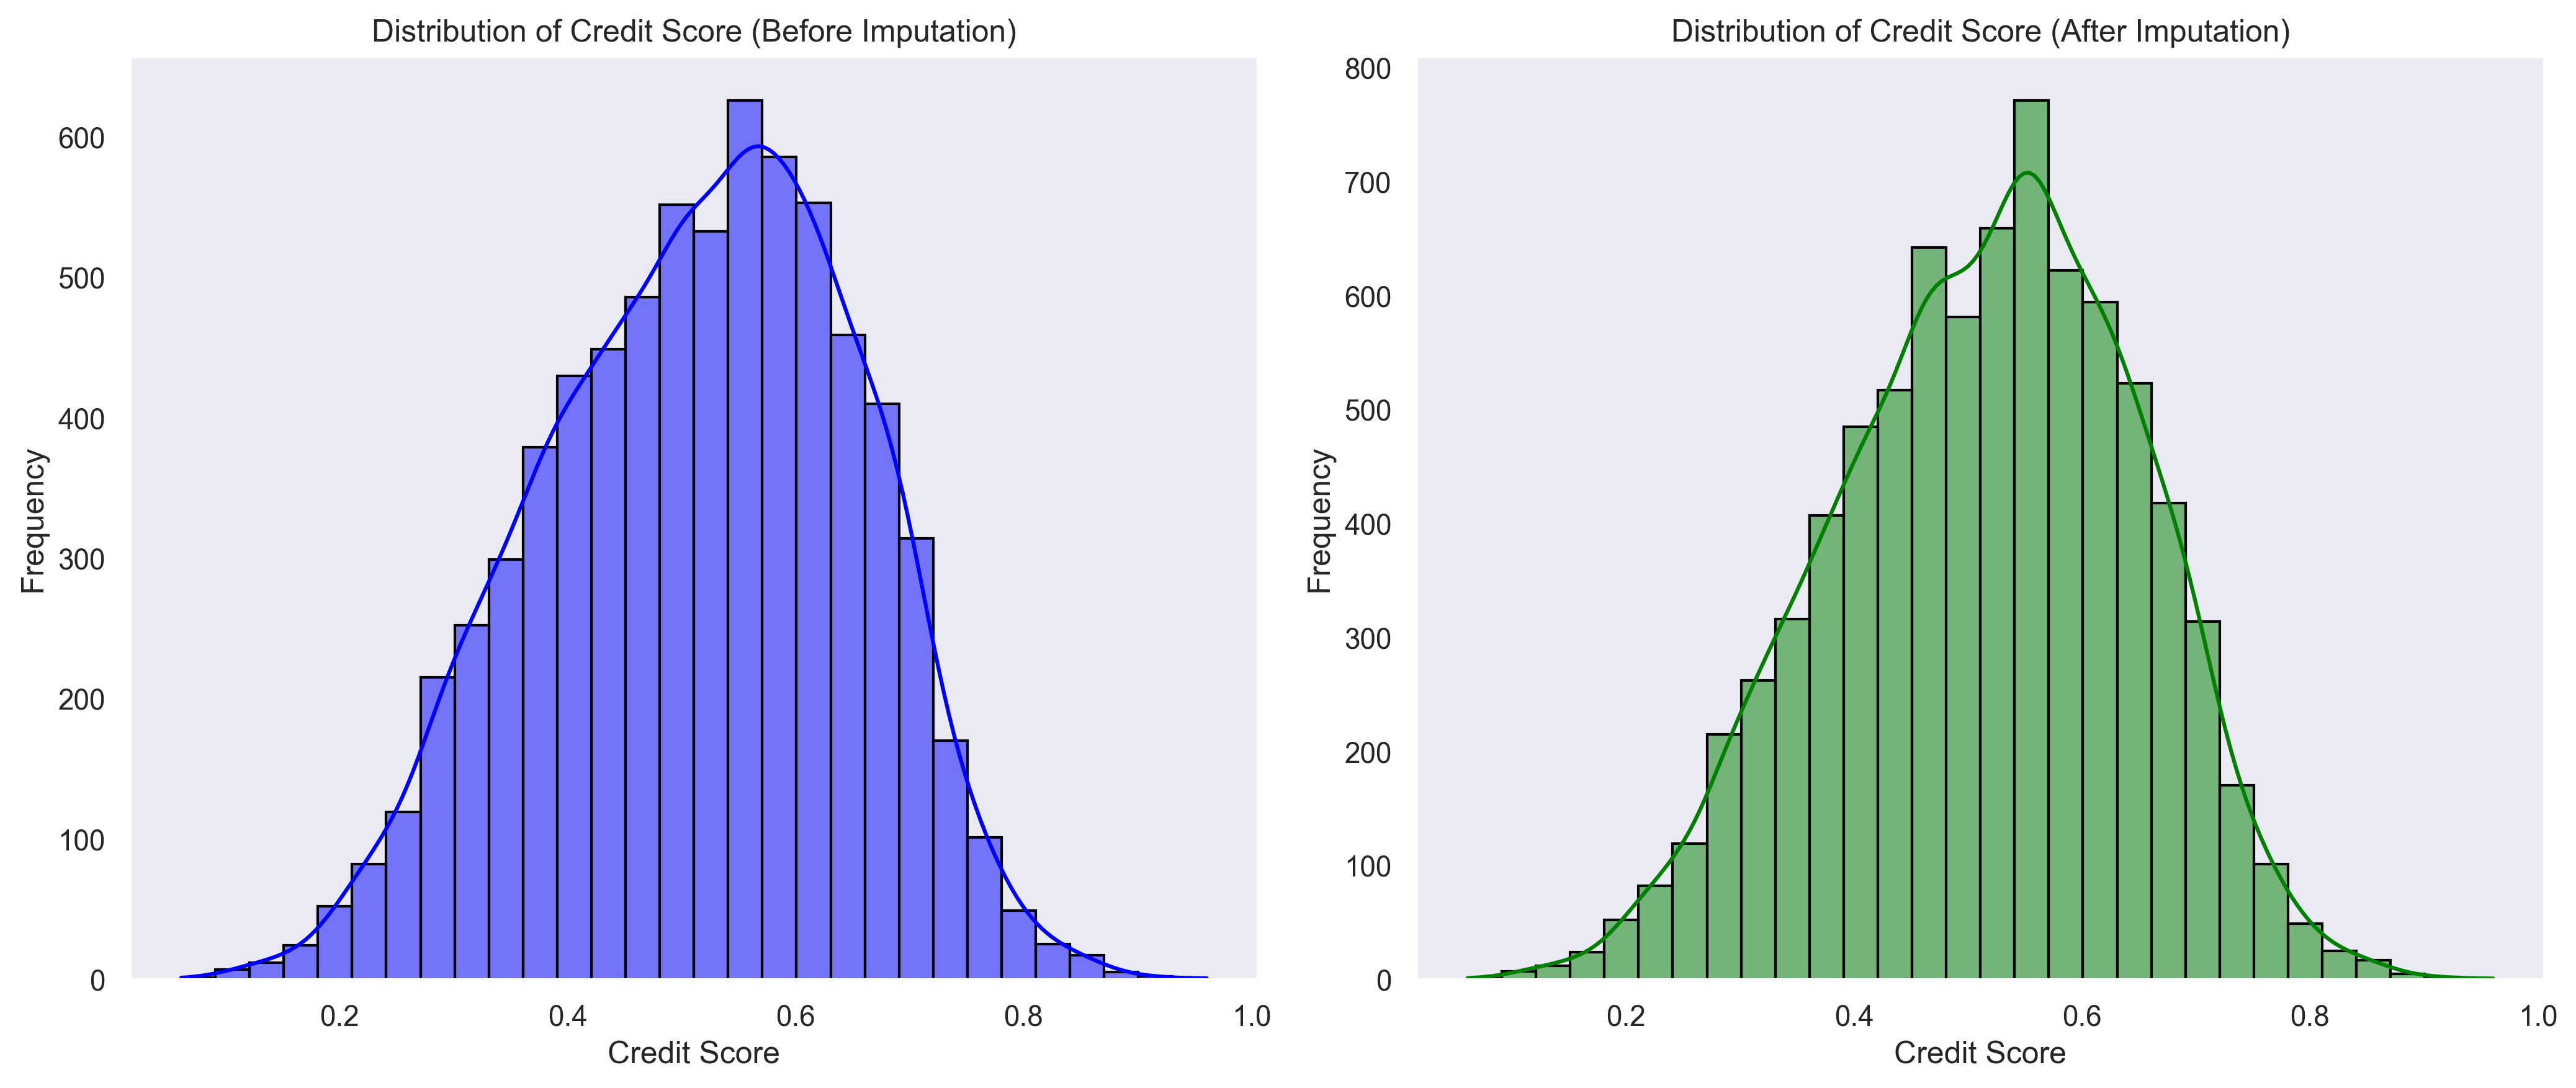 Distribution of Credit Score (Before Imputation)
600
500
400
300
200
100
0
Frequency
0.2 0.4 0.6 0.8 1.0
Credit Score
Distribution of Credit Score (After Imputation)
800
700
600
500
400
300
200
100
0
Frequency
0.2 0.4 0.6 0.8 1.0
Credit Score